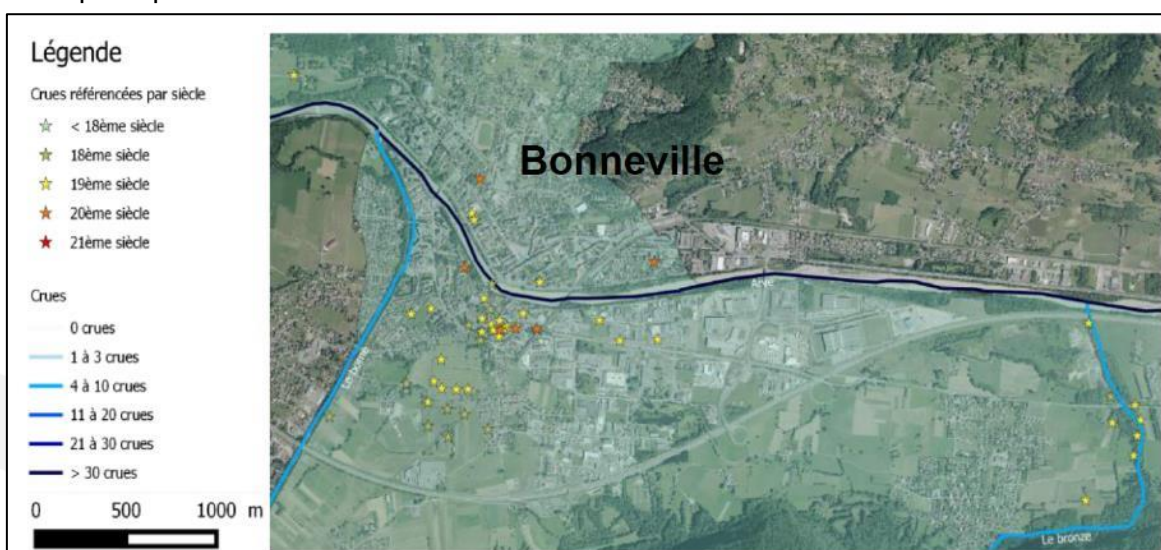 Légende
Crues référencées par siècle
< 18ème siècle
18ème siècle
19ème siècle
20ème siècle
21ème siècle
Crues
0 crues
1 à 3 crues
4 à 10 crues
11 à 20 crues
21 à 30 crues
> 30 crues
0 500 1000 m
Bonneville
Arve
Le borne
Le bronze